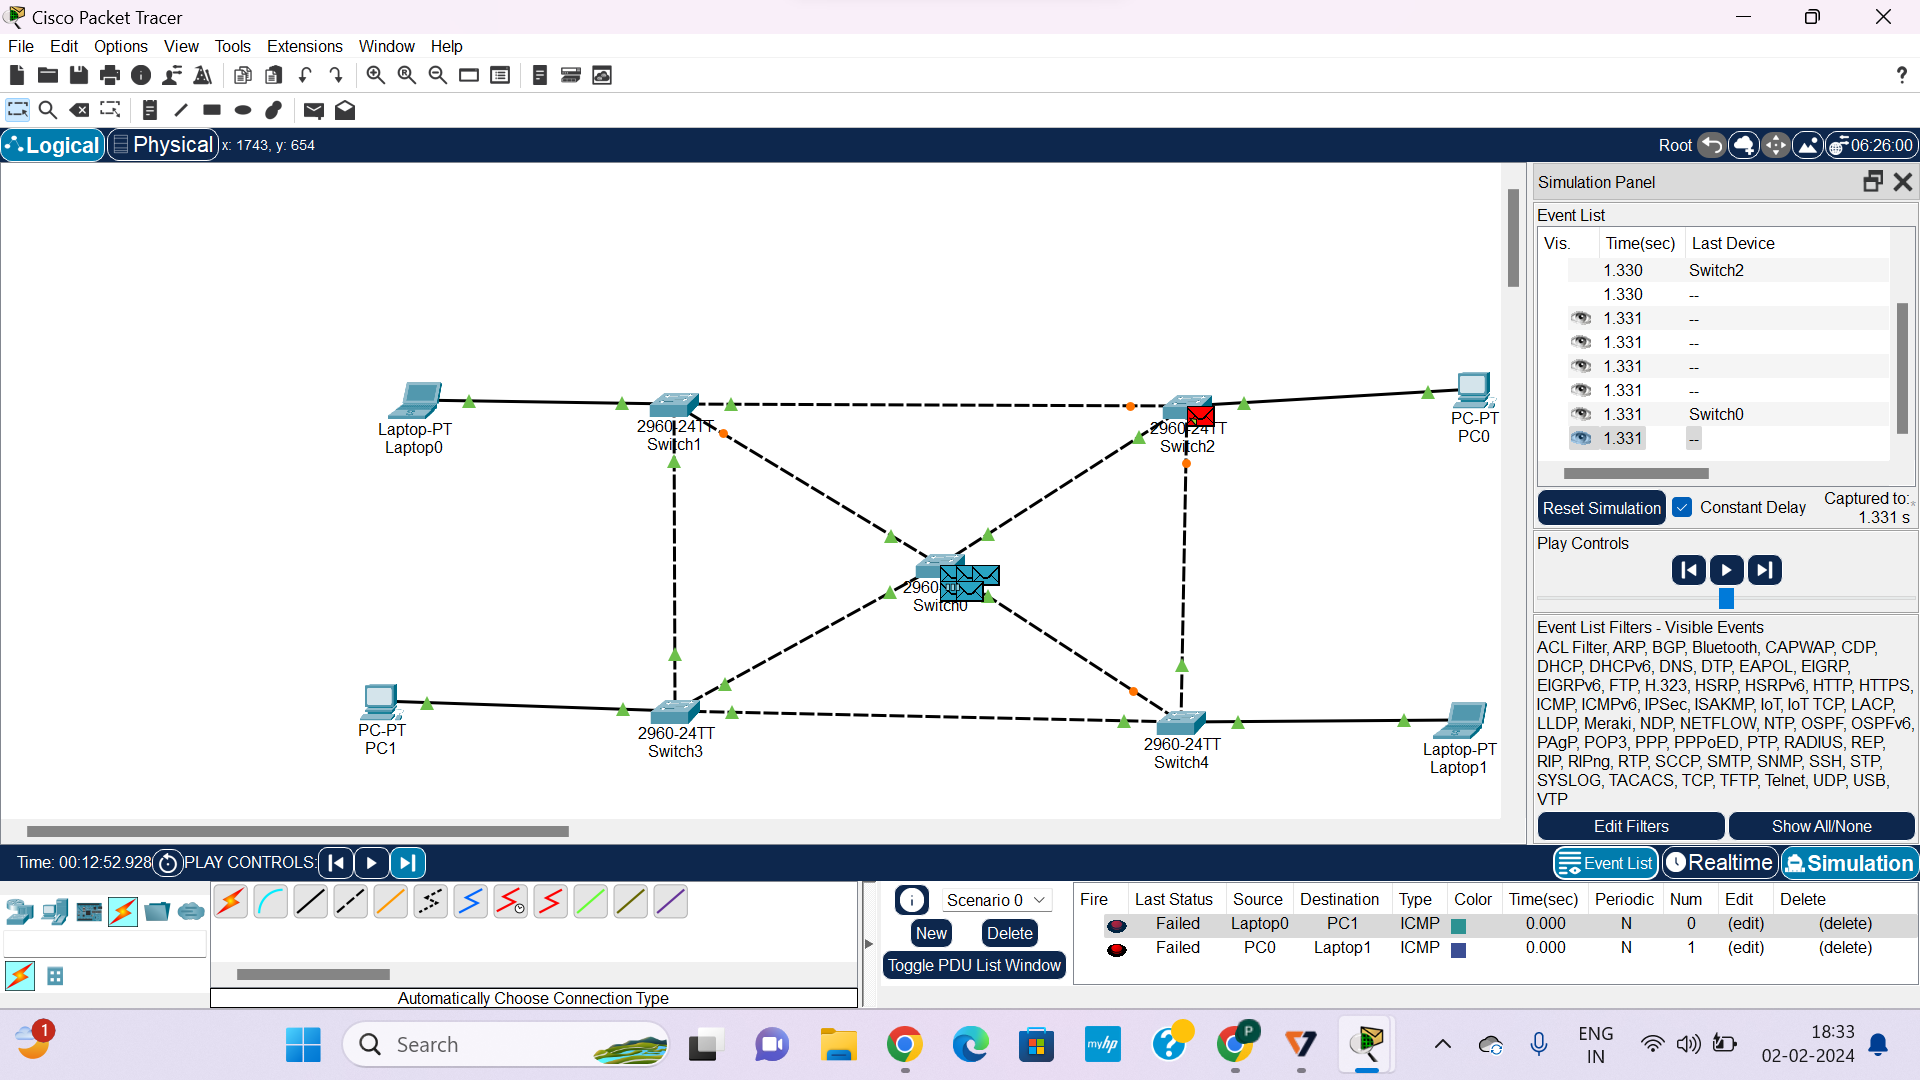 Cisco Packet Tracer
File Edit Options View Tools Extensions Window Help
?
Logical Physical x: 1743, y: 654
Root 06:26:00
Simulation Panel
Event List
Vis. Time(sec) Last Device
1.330 Switch2
1.330 --
1.331 --
1.331 --
1.331 --
1.331 --
1.331 Switch0
1.331 --
Reset Simulation Constant Delay Captured to:
1.331 s
Play Controls
Event List Filters - Visible Events
ACL Filter, ARP, BGP, Bluetooth, CAPWAP, CDP,
DHCP, DHCPv6, DNS, DTP, EAPOL, EIGRP,
EIGRPv6, FTP, H.323, HSRP, HSRPv6, HTTP, HTTPS,
ICMP, ICMPv6, IPSec, ISAKMP, IoT, IoT TCP, LACP,
LLDP, Meraki, NDP, NETFLOW, NTP, OSPF, OSPFv6,
PAgP, POP3, PPP, PPPoED, PTP, RADIUS, REP,
RIP, RIPng, RTP, SCCP, SMTP, SNMP, SSH, STP,
SYSLOG, TACACS, TCP, TFTP, Telnet, UDP, USB,
VTP
Edit Filters Show All/None
Laptop-PT
Laptop0
2960-24TT
Switch1
2960-24TT
Switch2
PC-PT
PC0
2960
Switch0
PC-PT
PC1
2960-24TT
Switch3
2960-24TT
Switch4
Laptop-PT
Laptop1
Time: 00:12:52.928 PLAY CONTROLS:
Event List Realtime Simulation
Automatically Choose Connection Type
Scenario 0
New Delete
Toggle PDU List Window
Fire Last Status Source Destination Type Color Time(sec) Periodic Num Edit Delete
Failed Laptop0 PC1 ICMP 0.000 N 0 (edit) (delete)
Failed PC0 Laptop1 ICMP 0.000 N 1 (edit) (delete)
1
Search
myhp
?
P
ENG
IN
18:33
02-02-2024